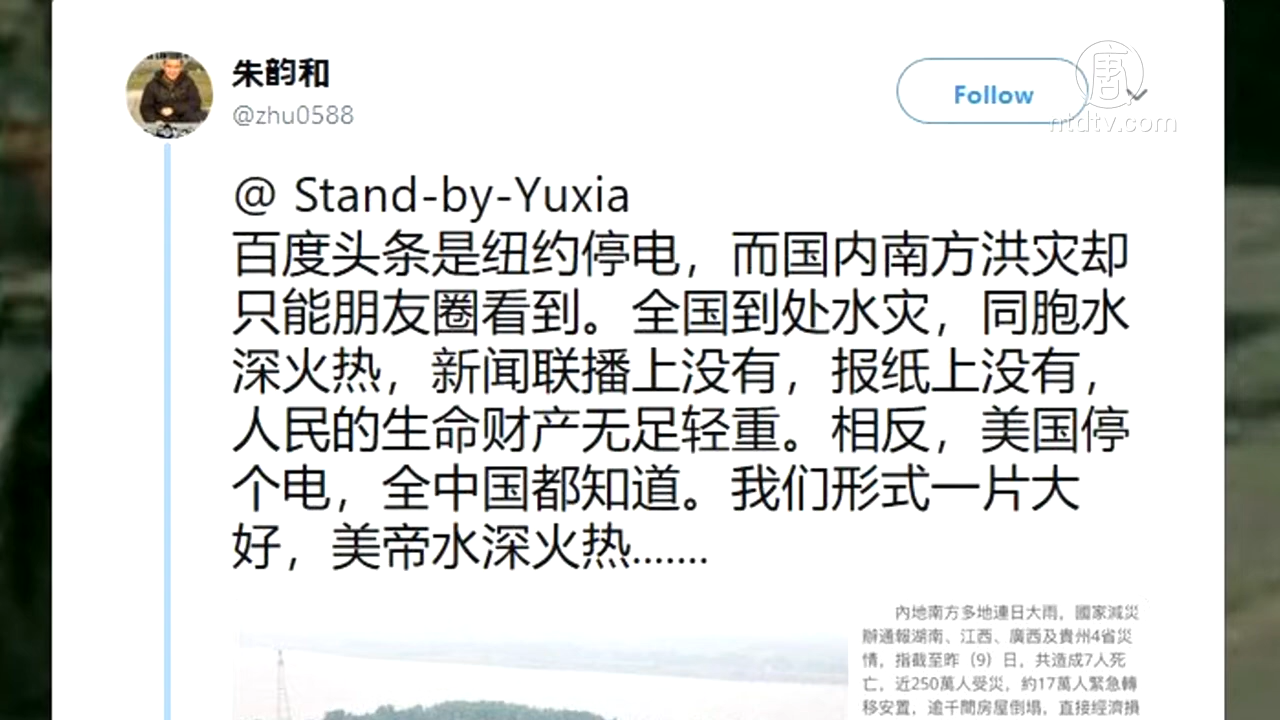 朱韵和
@zhu0588
Follow
唐
ntdtv.com
@ Stand-by-Yuxia
百度头条是纽约停电，而国内南方洪灾却
只能朋友圈看到。全国到处水灾，同胞水
深火热，新闻联播上没有，报纸上没有，
人民的生命财产无足轻重。相反，美国停
个电，全中国都知道。我们形式一片大
好，美帝水深火热.......
內地南方多地連日大雨，國家減災
辦通報湖南、江西、廣西及貴州4省災
情，指截至昨（9）日，共造成7人死
亡，近250萬人受災，約17萬人緊急轉
移安置，逾千間房屋倒塌，直接經濟損